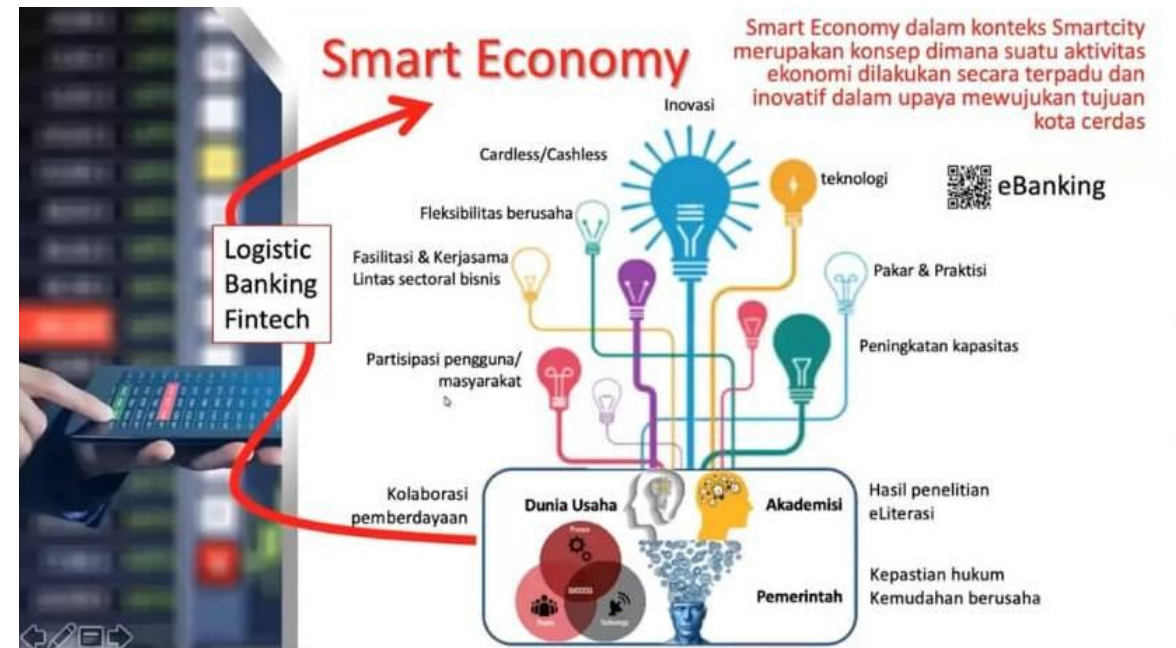 Smart Economy
Smart Economy dalam konteks Smartcity
merupakan konsep dimana suatu aktivitas
ekonomi dilakukan secara terpadu dan
inovatif dalam upaya mewujukan tujuan
kota cerdas
Inovasi
Cardless/Cashless
teknologi
eBanking
Fleksibilitas berusaha
Logistic
Banking
Fintech
Fasilitasi & Kerjasama
Lintas sectoral bisnis
Pakar & Praktisi
Peningkatan kapasitas
Partisipasi pengguna/
masyarakat
Kolaborasi
pemberdayaan
Dunia Usaha
Akademisi
Hasil penelitian
eLiterasi
Pemerintah
Kepastian hukum
Kemudahan berusaha